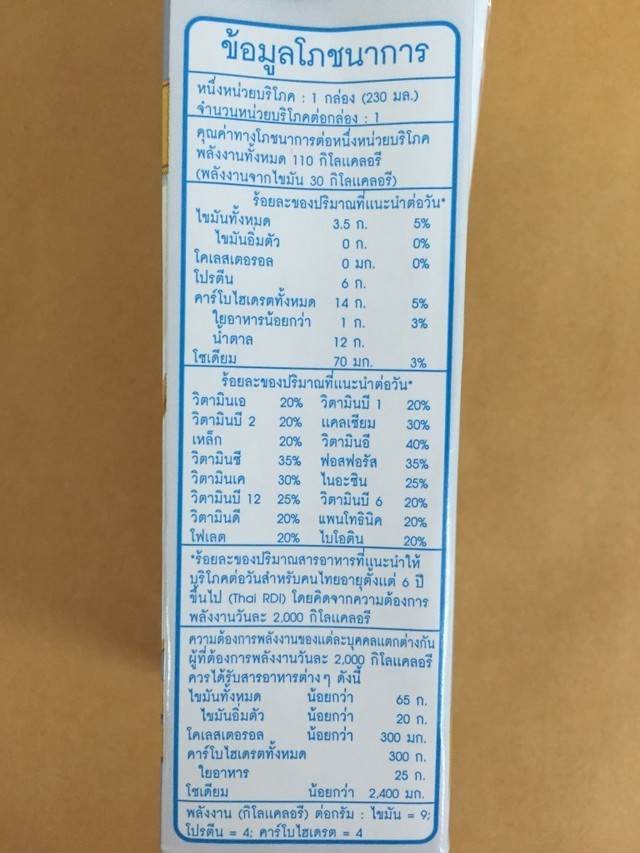 ข้อมูลโภชนาการ
หนึ่งหน่วยบริโภค : 1 กล่อง (230 มล.)
จำนวนหน่วยบริโภคต่อกล่อง : 1
คุณค่าทางโภชนาการต่อหนึ่งหน่วยบริโภค
พลังงานทั้งหมด 110 กิโลแคลอรี
(พลังงานจากไขมัน 30 กิโลแคลอรี)
ร้อยละของปริมาณที่แนะนำต่อวัน*
ไขมันทั้งหมด 3.5 ก. 5%
ไขมันอิ่มตัว 0 ก. 0%
โคเลสเตอรอล 0 มก. 0%
โปรตีน 6 ก.
คาร์โบไฮเดรตทั้งหมด 14 ก. 5%
ใยอาหารน้อยกว่า 1 ก. 3%
น้ำตาล 12 ก.
โซเดียม 70 มก. 3%
ร้อยละของปริมาณที่แนะนำต่อวัน*
วิตามินเอ 20% วิตามินบี 1 20%
วิตามินบี 2 20% แคลเซียม 30%
เหล็ก 20% วิตามินอี 40%
วิตามินซี 35% ฟอสฟอรัส 35%
วิตามินเค 30% ไนอะซิน 25%
วิตามินบี 12 25% วิตามินบี 6 20%
วิตามินดี 20% แพนโทธินิค 20%
โฟเลต 20% ไบโอติน 20%
*ร้อยละของปริมาณสารอาหารที่แนะนำให้
บริโภคต่อวันสำหรับคนไทยอายุตั้งแต่ 6 ปี
ขึ้นไป (Thai RDI) โดยคิดจากความต้องการ
พลังงานวันละ 2,000 กิโลแคลอรี
ความต้องการพลังงานของแต่ละบุคคลแตกต่างกัน
ผู้ที่ต้องการพลังงานวันละ 2,000 กิโลแคลอรี
ควรได้รับสารอาหารต่างๆ ดังนี้
ไขมันทั้งหมด น้อยกว่า 65 ก.
ไขมันอิ่มตัว น้อยกว่า 20 ก.
โคเลสเตอรอล น้อยกว่า 300 มก.
คาร์โบไฮเดรตทั้งหมด 300 ก.
ใยอาหาร 25 ก.
โซเดียม น้อยกว่า 2,400 มก.
พลังงาน (กิโลแคลอรี) ต่อกรัม : ไขมัน = 9;
โปรตีน = 4; คาร์โบไฮเดรต = 4